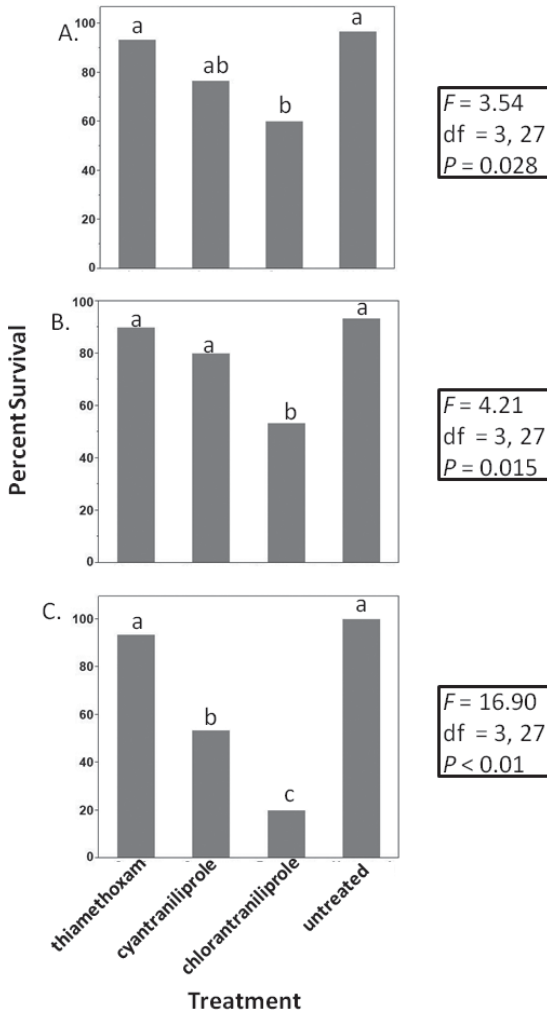 A.
100
80
60
40
20
0
a
ab
b
a
F = 3.54
df = 3, 27
P = 0.028
B.
100
80
60
40
20
0
a
a
b
a
F = 4.21
df = 3, 27
P = 0.015
C.
100
80
60
40
20
0
a
b
c
a
F = 16.90
df = 3, 27
P < 0.01
Percent Survival
thiamethoxam
cyantraniliprole
chlorantraniliprole
untreated
Treatment